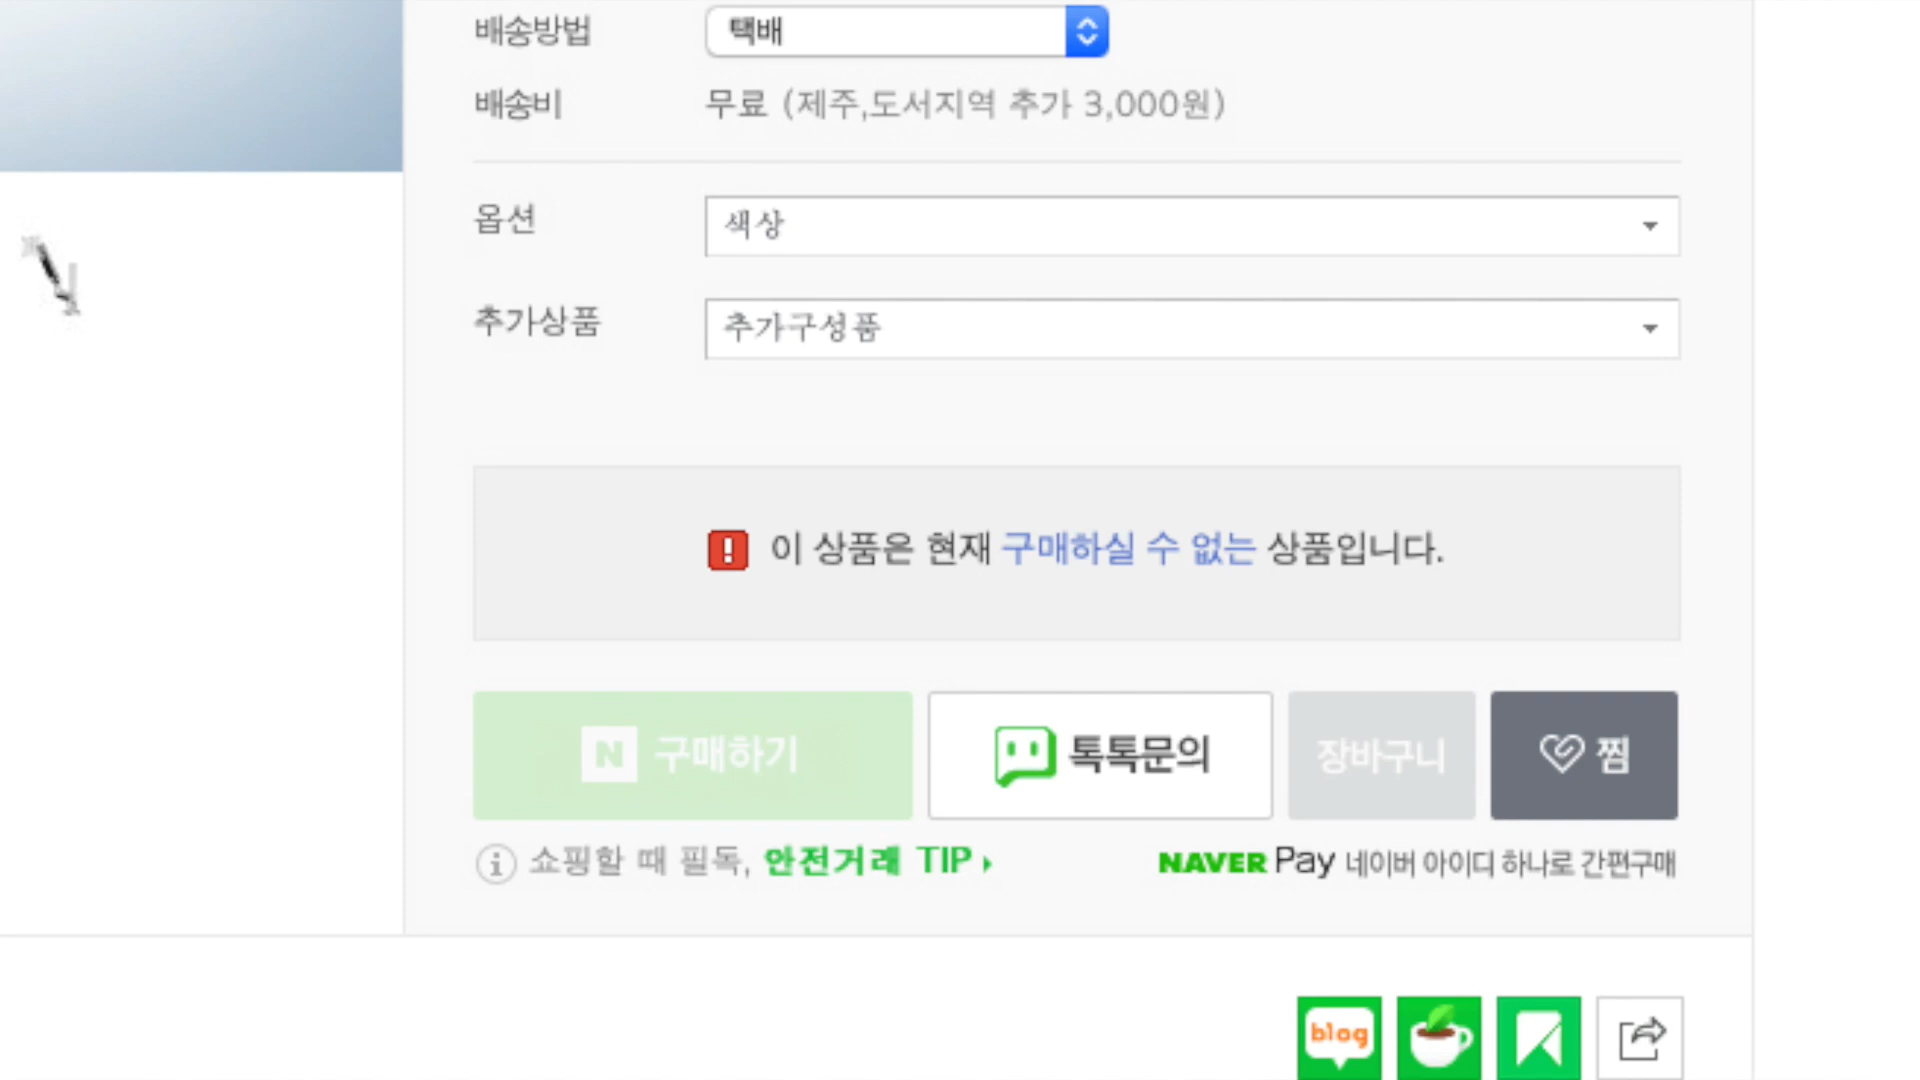 배송방법 택배
배송비 무료 (제주,도서지역 추가 3,000원)
옵션 색상
추가상품 추가구성품
이 상품은 현재 구매하실 수 없는 상품입니다.
N 구매하기 톡톡문의 장바구니 찜
쇼핑할 때 필독, 안전거래 TIP NAVER Pay 네이버 아이디 하나로 간편구매
blog